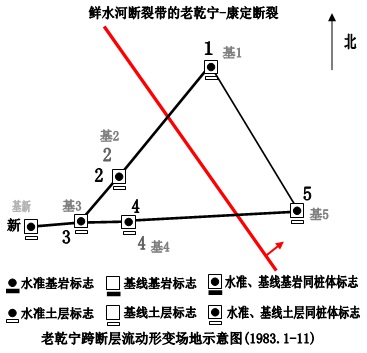 鲜水河断裂带的老乾宁-康定断裂
北
1 基1
基2
2
2
基新
新
基3
3
4
4 基4
5
基5
水准基岩标志 基线基岩标志 水准、基线基岩同桩体标志
水准土层标志 基线土层标志 水准、基线土层同桩体标志
老乾宁跨断层流动形变场地示意图(1983.1-11)